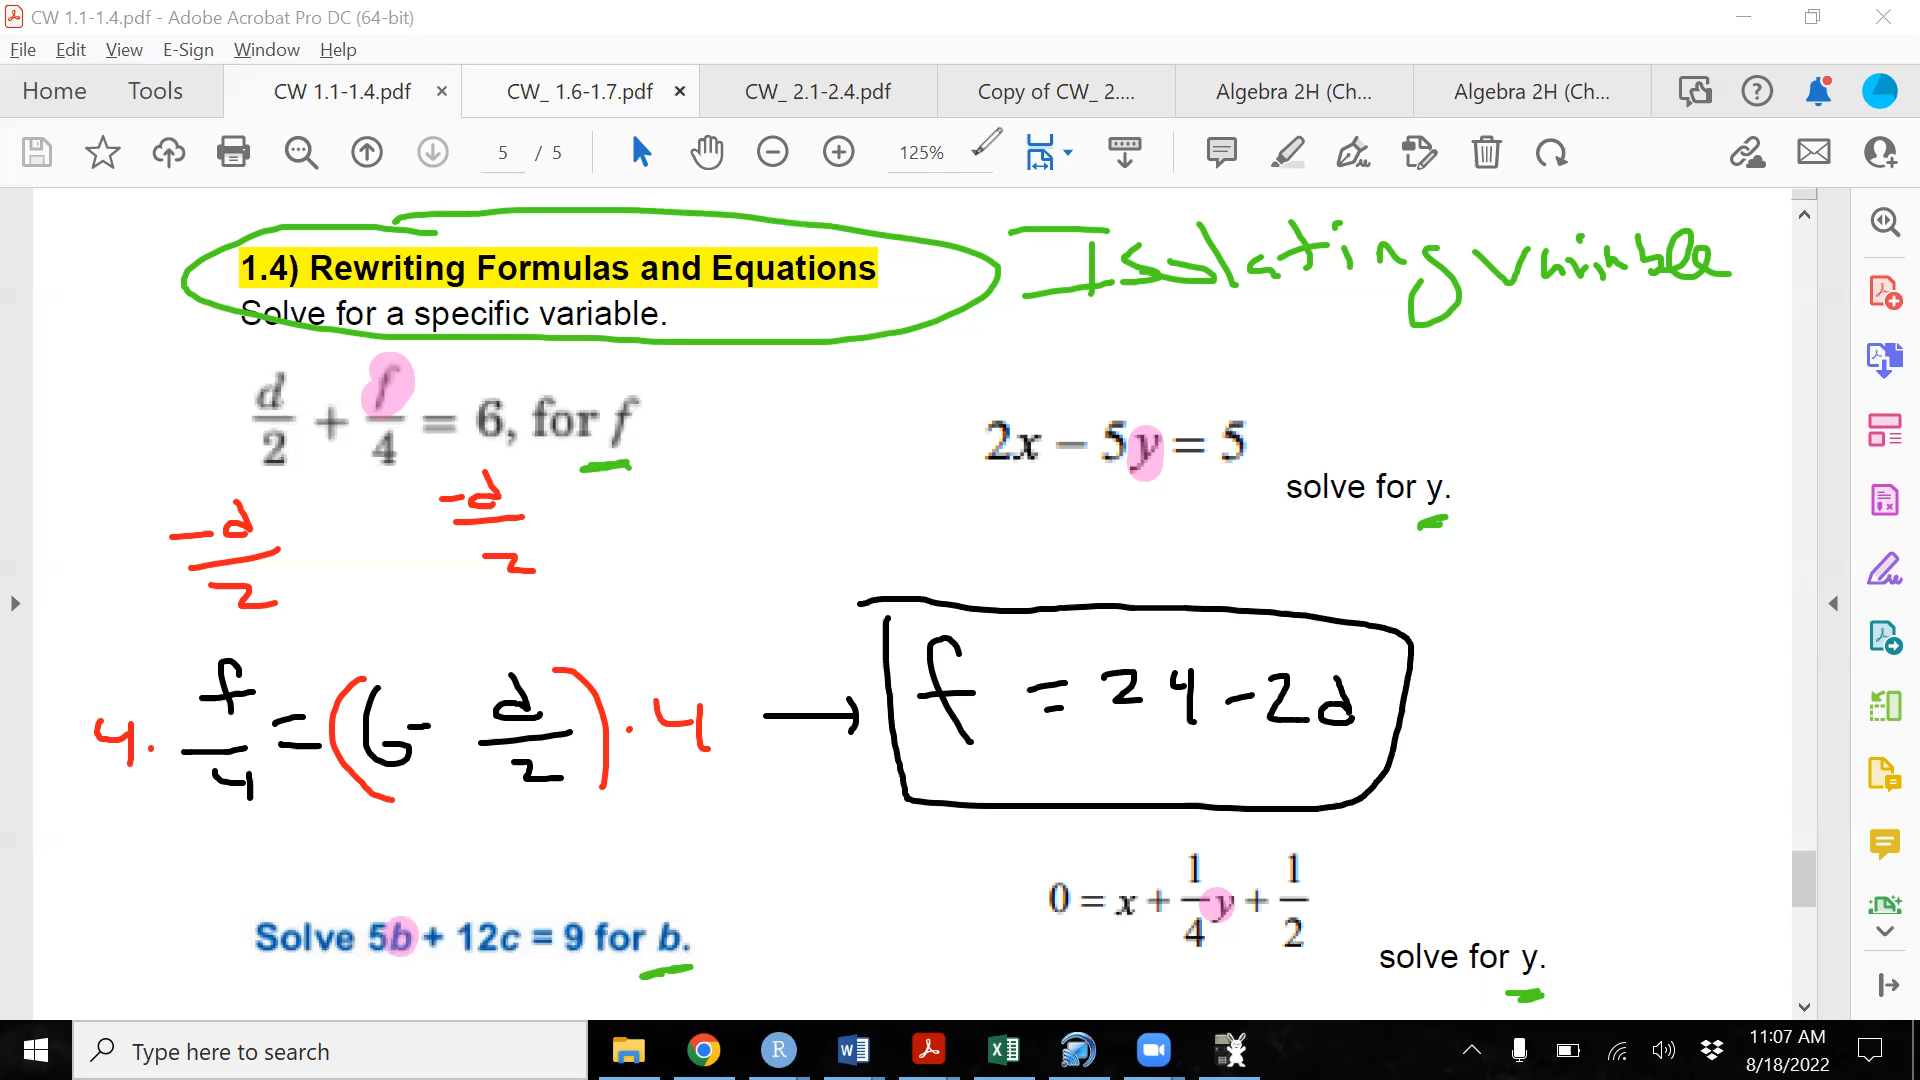 CW 1.1-1.4.pdf - Adobe Acrobat Pro DC (64-bit)
File Edit View E-Sign Window Help
Home Tools CW 1.1-1.4.pdf × CW_ 1.6-1.7.pdf × CW_ 2.1-2.4.pdf Copy of CW_ 2.... Algebra 2H (Ch... Algebra 2H (Ch...
5 / 5 125%
1.4) Rewriting Formulas and Equations
Isolating variable
Solve for a specific variable.
d/2 + f/4 = 6, for f
2x − 5y = 5
solve for y.
-d/2 -d/2
4 · f/4 = (6 - d/2) · 4 → f = 24 - 2d
0 = x + 1/4 y + 1/2
Solve 5b + 12c = 9 for b.
solve for y.
Type here to search
11:07 AM
8/18/2022